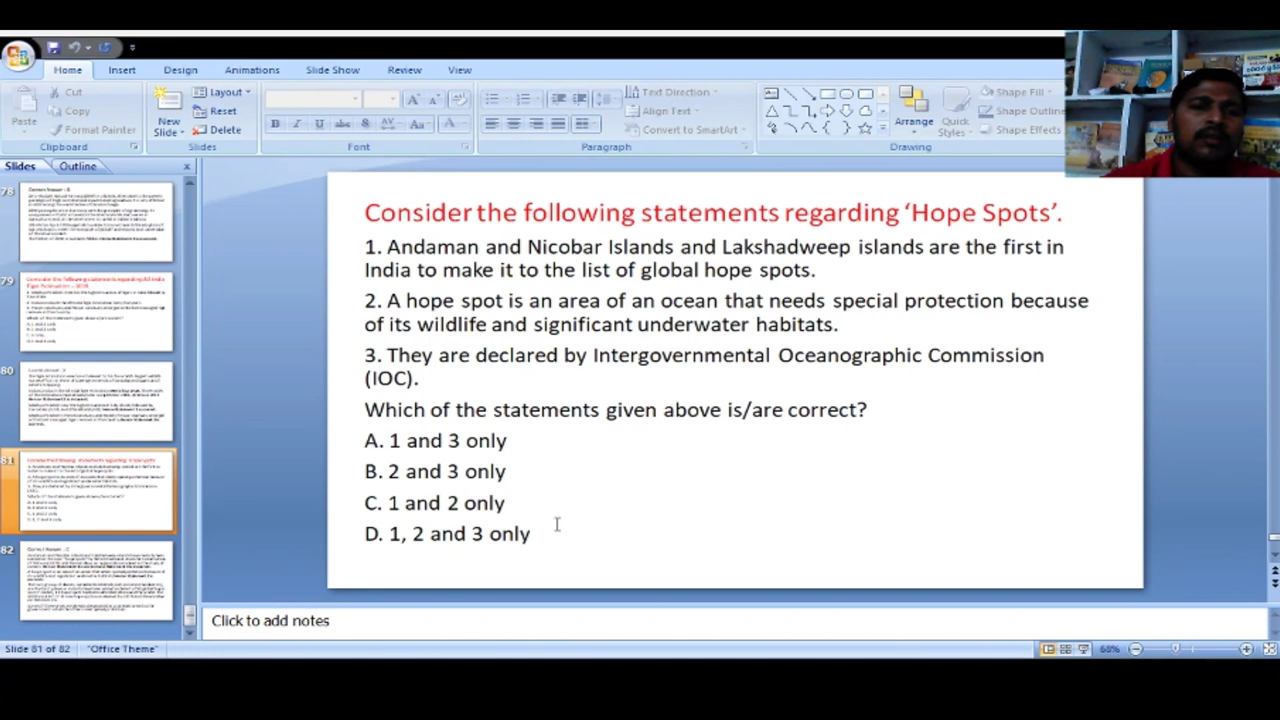 Home Insert Design Animations Slide Show Review View
Cut Layout Text Direction Shape Fill
Copy Reset Align Text Shape Outline
Paste Format Painter New Slide Delete Convert to SmartArt Arrange Quick Styles Shape Effects
Clipboard Slides Font Paragraph Drawing
Slides Outline
78
79
80
81
82
Consider the following statements regarding ‘Hope Spots’.
1. Andaman and Nicobar Islands and Lakshadweep islands are the first in
India to make it to the list of global hope spots.
2. A hope spot is an area of an ocean that needs special protection because
of its wildlife and significant underwater habitats.
3. They are declared by Intergovernmental Oceanographic Commission
(IOC).
Which of the statements given above is/are correct?
A. 1 and 3 only
B. 2 and 3 only
C. 1 and 2 only
D. 1, 2 and 3 only
Click to add notes
Slide 81 of 82 "Office Theme" 68%